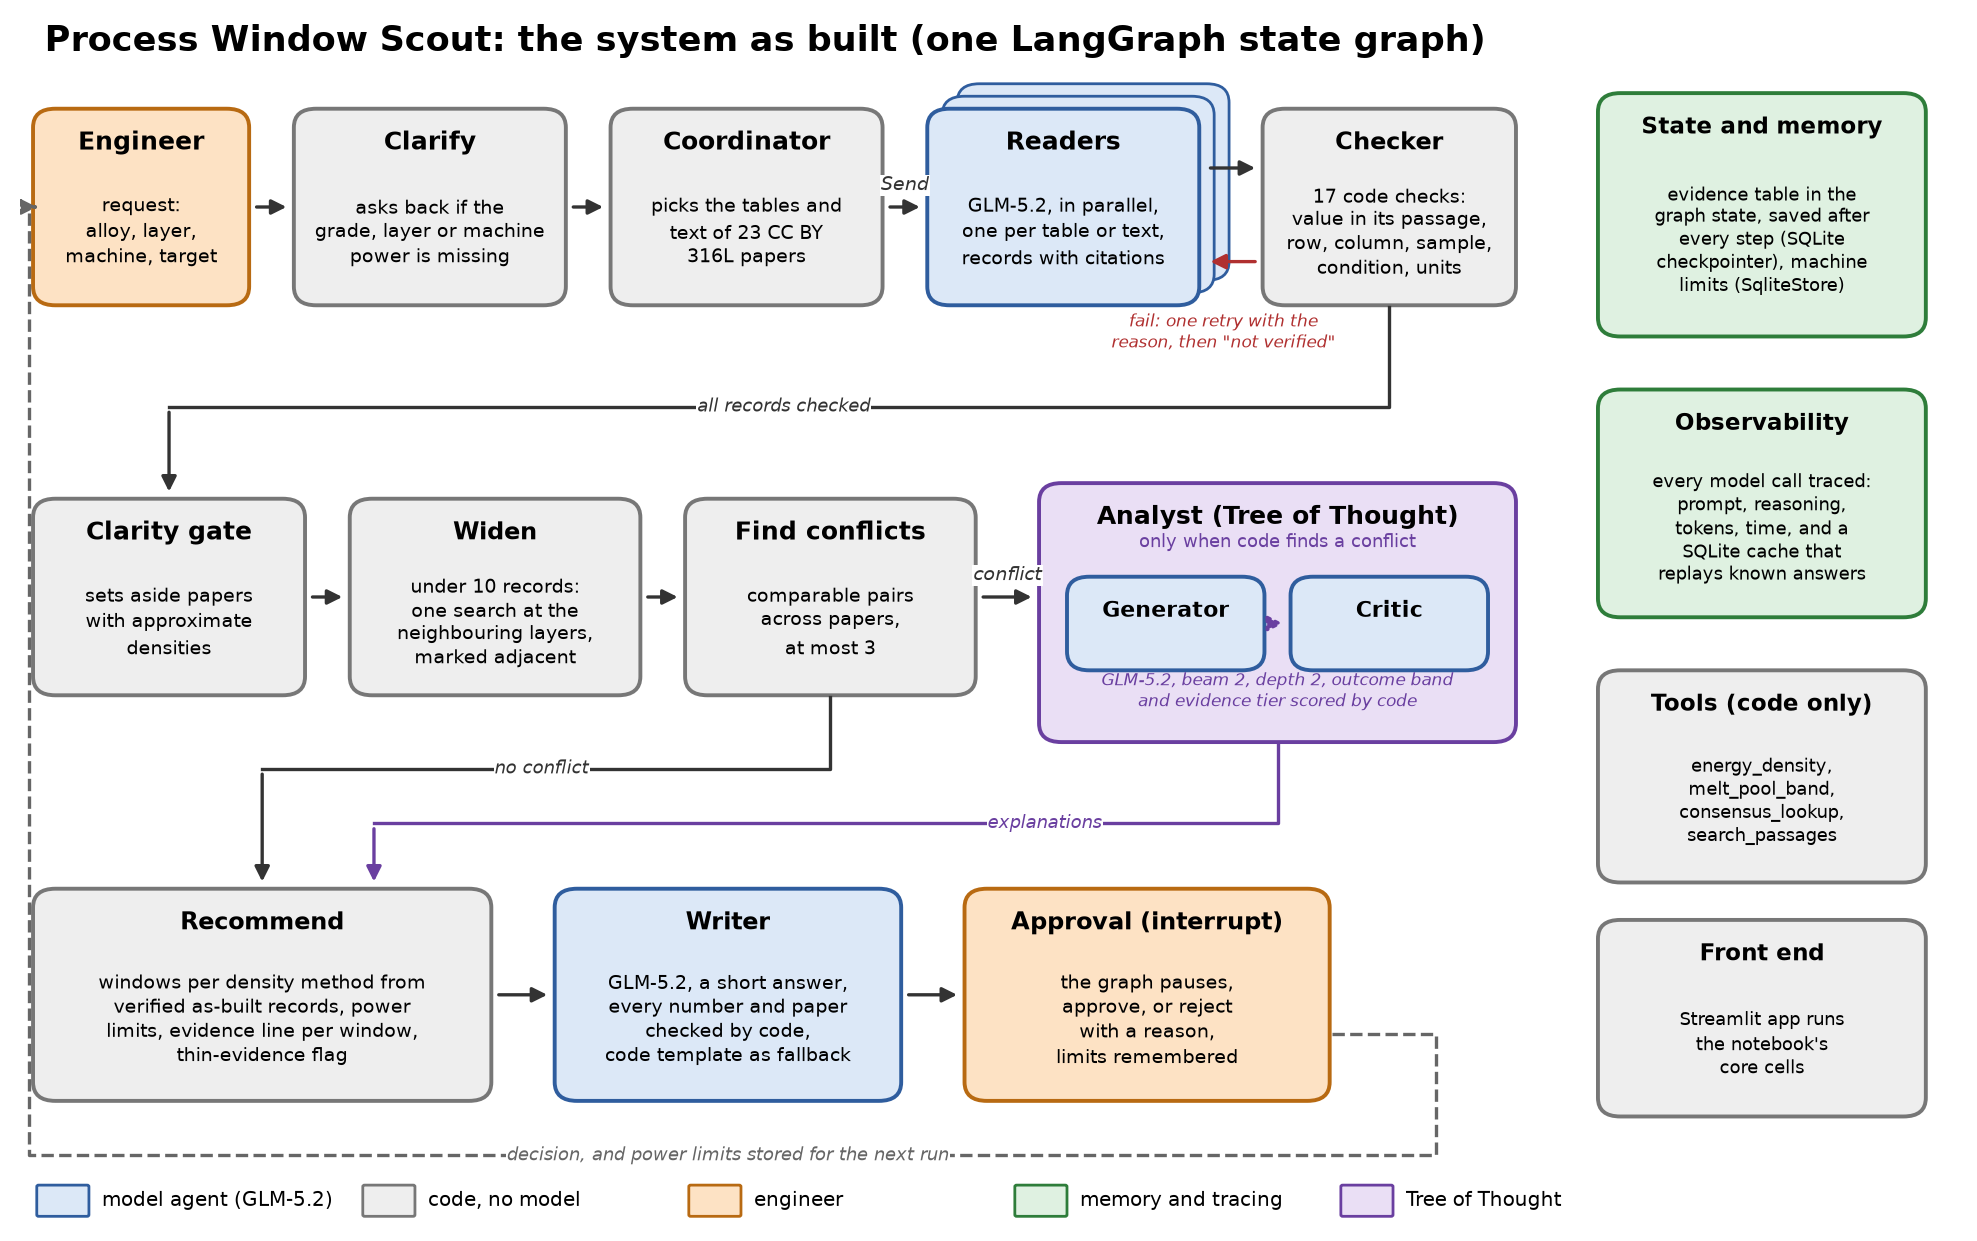 Process Window Scout: the system as built (one LangGraph state graph)
Engineer
request:
alloy, layer,
machine, target
Clarify
asks back if the
grade, layer or machine
power is missing
Coordinator
picks the tables and
text of 23 CC BY
316L papers
Send
Readers
GLM-5.2, in parallel,
one per table or text,
records with citations
Checker
17 code checks:
value in its passage,
row, column, sample,
condition, units
fail: one retry with the
reason, then "not verified"
all records checked
State and memory
evidence table in the
graph state, saved after
every step (SQLite
checkpointer), machine
limits (SqliteStore)
Observability
every model call traced:
prompt, reasoning,
tokens, time, and a
SQLite cache that
replays known answers
Clarity gate
sets aside papers
with approximate
densities
Widen
under 10 records:
one search at the
neighbouring layers,
marked adjacent
Find conflicts
comparable pairs
across papers,
at most 3
conflict
Analyst (Tree of Thought)
only when code finds a conflict
Generator
Critic
GLM-5.2, beam 2, depth 2, outcome band
and evidence tier scored by code
no conflict
explanations
Tools (code only)
energy_density,
melt_pool_band,
consensus_lookup,
search_passages
Recommend
windows per density method from
verified as-built records, power
limits, evidence line per window,
thin-evidence flag
Writer
GLM-5.2, a short answer,
every number and paper
checked by code,
code template as fallback
Approval (interrupt)
the graph pauses,
approve, or reject
with a reason,
limits remembered
Front end
Streamlit app runs
the notebook's
core cells
decision, and power limits stored for the next run
model agent (GLM-5.2)
code, no model
engineer
memory and tracing
Tree of Thought